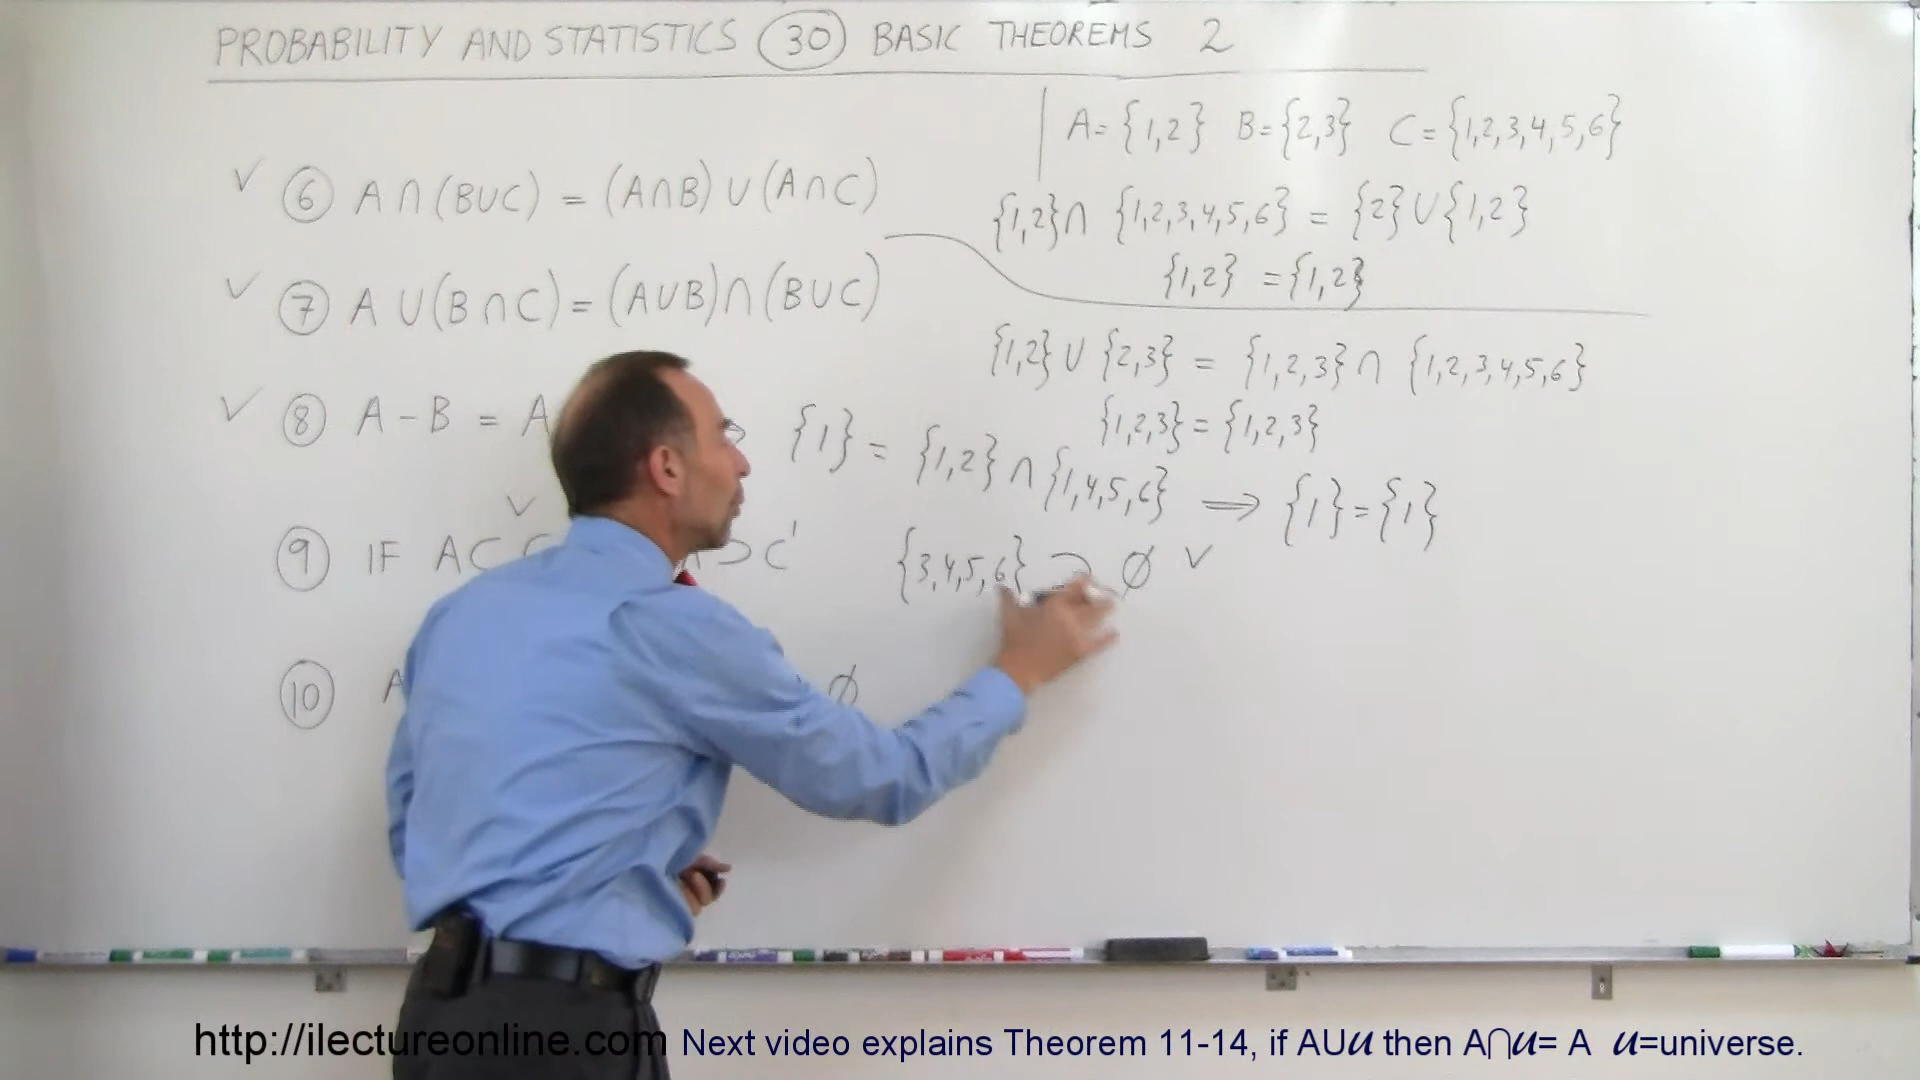 PROBABILITY AND STATISTICS 30 BASIC THEOREMS 2
A= {1,2} B={2,3} C={1,2,3,4,5,6}
✓ 6 A∩(B∪C) = (A∩B) ∪ (A∩C)
{1,2}∩ {1,2,3,4,5,6} = {2}∪{1,2}
{1,2} ={1,2}
✓ 7 A ∪(B∩C)=(A∪B)∩(B∪C)
{1,2}∪ {2,3} = {1,2,3}∩ {1,2,3,4,5,6}
{1,2,3}={1,2,3}
✓ 8 A-B = A
{1} = {1,2}∩{1,4,5,6} ⟹ {1}={1}
✓
9 IF A⊂ ⊃C'
{3,4,5,6} ⊃ ∅ ✓
10 A ∅
http://ilectureonline.com Next video explains Theorem 11-14, if AU𝓊 then A∩𝓊= A 𝓊=universe.